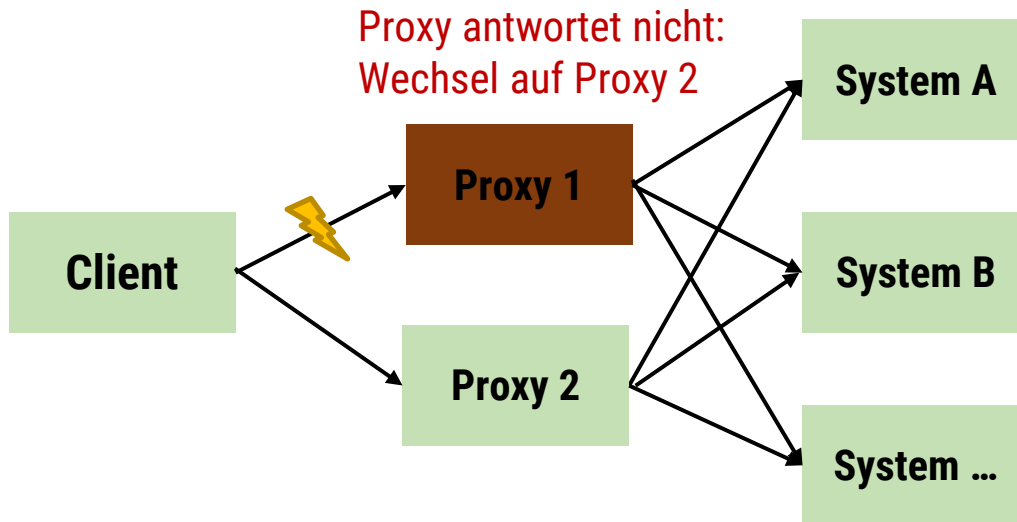 Proxy antwortet nicht:
Wechsel auf Proxy 2
System A
Proxy 1
Client
System B
Proxy 2
System …